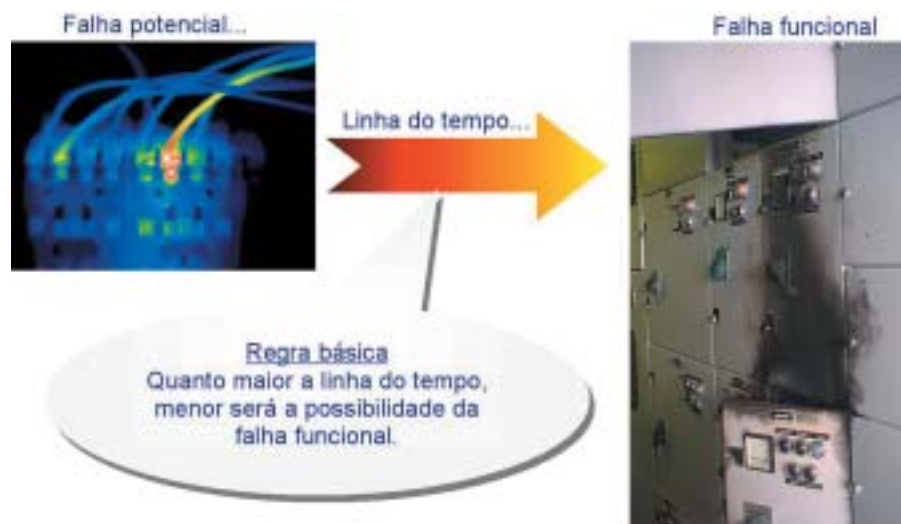 Falha potencial...
Falha funcional
Linha do tempo...
Regra básica
Quanto maior a linha do tempo,
menor será a possibilidade da
falha funcional.